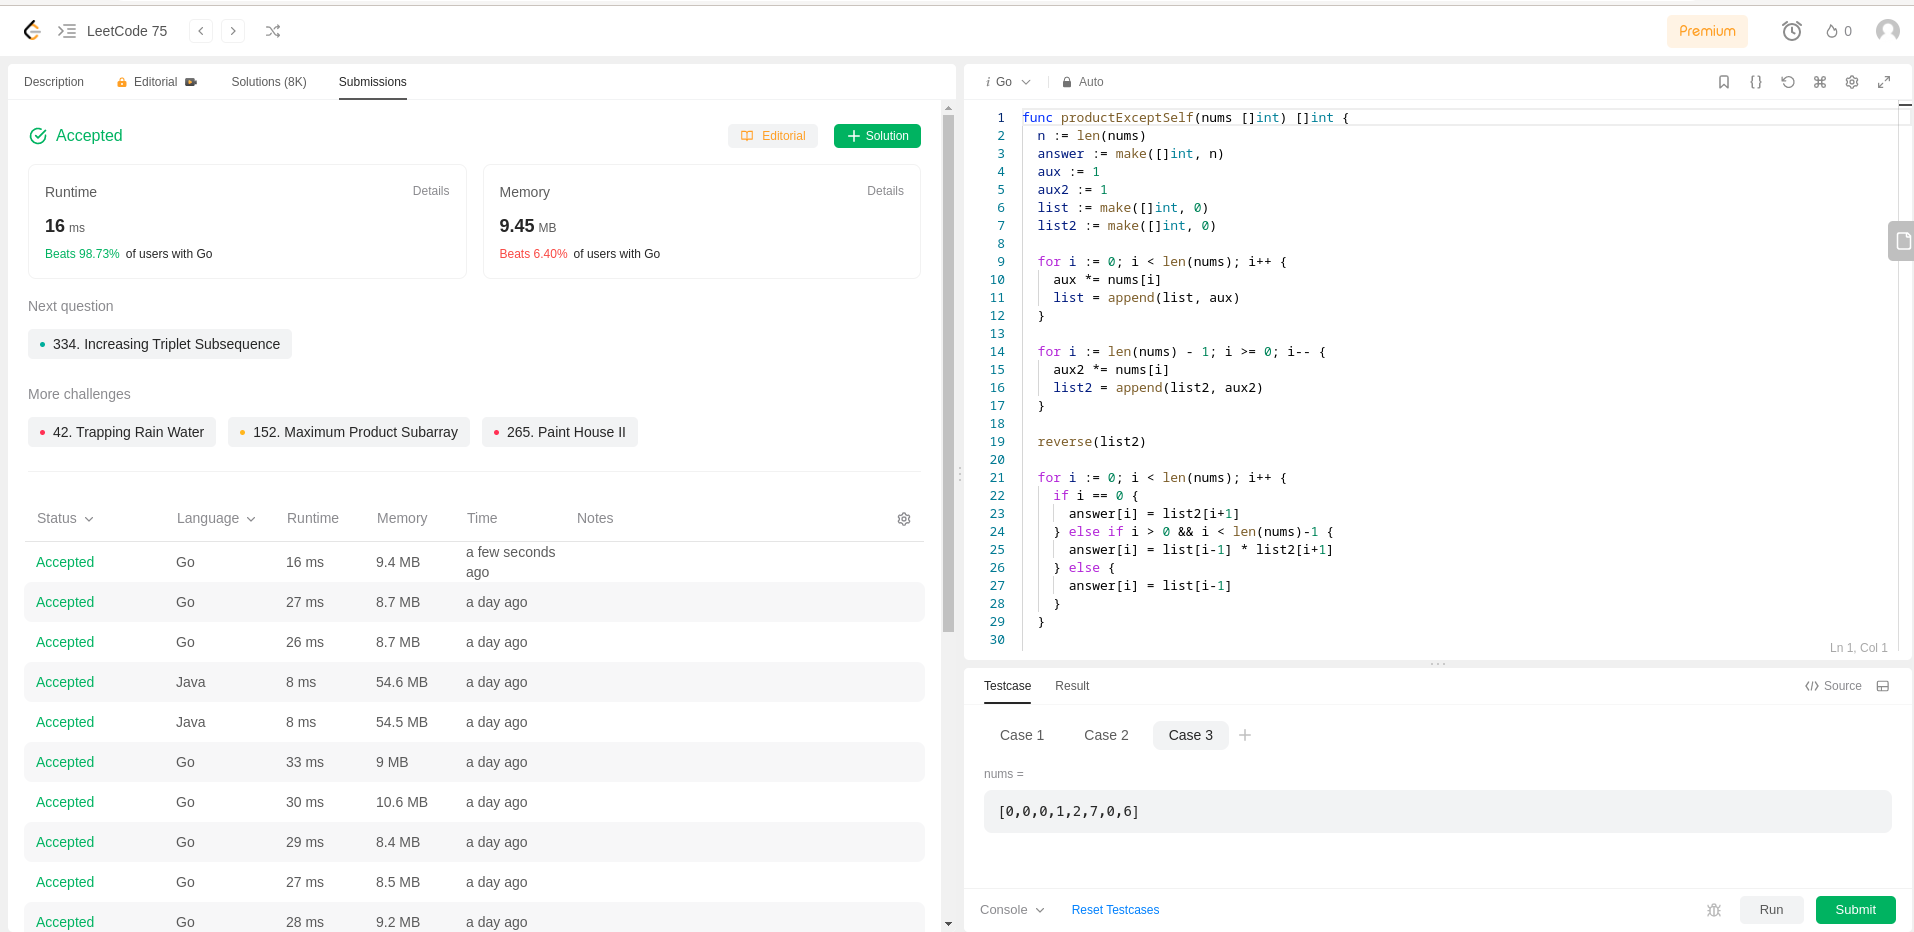 LeetCode 75
Premium
0
Description
Editorial
Solutions (8K)
Submissions
Accepted
Editorial
Solution
Runtime
Details
16 ms
Beats 98.73% of users with Go
Memory
Details
9.45 MB
Beats 6.40% of users with Go
Next question
334. Increasing Triplet Subsequence
More challenges
42. Trapping Rain Water
152. Maximum Product Subarray
265. Paint House II
Status Language Runtime Memory Time Notes
Accepted Go 16 ms 9.4 MB a few seconds ago
Accepted Go 27 ms 8.7 MB a day ago
Accepted Go 26 ms 8.7 MB a day ago
Accepted Java 8 ms 54.6 MB a day ago
Accepted Java 8 ms 54.5 MB a day ago
Accepted Go 33 ms 9 MB a day ago
Accepted Go 30 ms 10.6 MB a day ago
Accepted Go 29 ms 8.4 MB a day ago
Accepted Go 27 ms 8.5 MB a day ago
Accepted Go 28 ms 9.2 MB a day ago
i Go
Auto
1 func productExceptSelf(nums []int) []int {
2 n := len(nums)
3 answer := make([]int, n)
4 aux := 1
5 aux2 := 1
6 list := make([]int, 0)
7 list2 := make([]int, 0)
8
9 for i := 0; i < len(nums); i++ {
10 aux *= nums[i]
11 list = append(list, aux)
12 }
13
14 for i := len(nums) - 1; i >= 0; i-- {
15 aux2 *= nums[i]
16 list2 = append(list2, aux2)
17 }
18
19 reverse(list2)
20
21 for i := 0; i < len(nums); i++ {
22 if i == 0 {
23 answer[i] = list2[i+1]
24 } else if i > 0 && i < len(nums)-1 {
25 answer[i] = list[i-1] * list2[i+1]
26 } else {
27 answer[i] = list[i-1]
28 }
29 }
30
Ln 1, Col 1
Testcase
Result
Source
Case 1
Case 2
Case 3
nums =
[0,0,0,1,2,7,0,6]
Console
Reset Testcases
Run
Submit